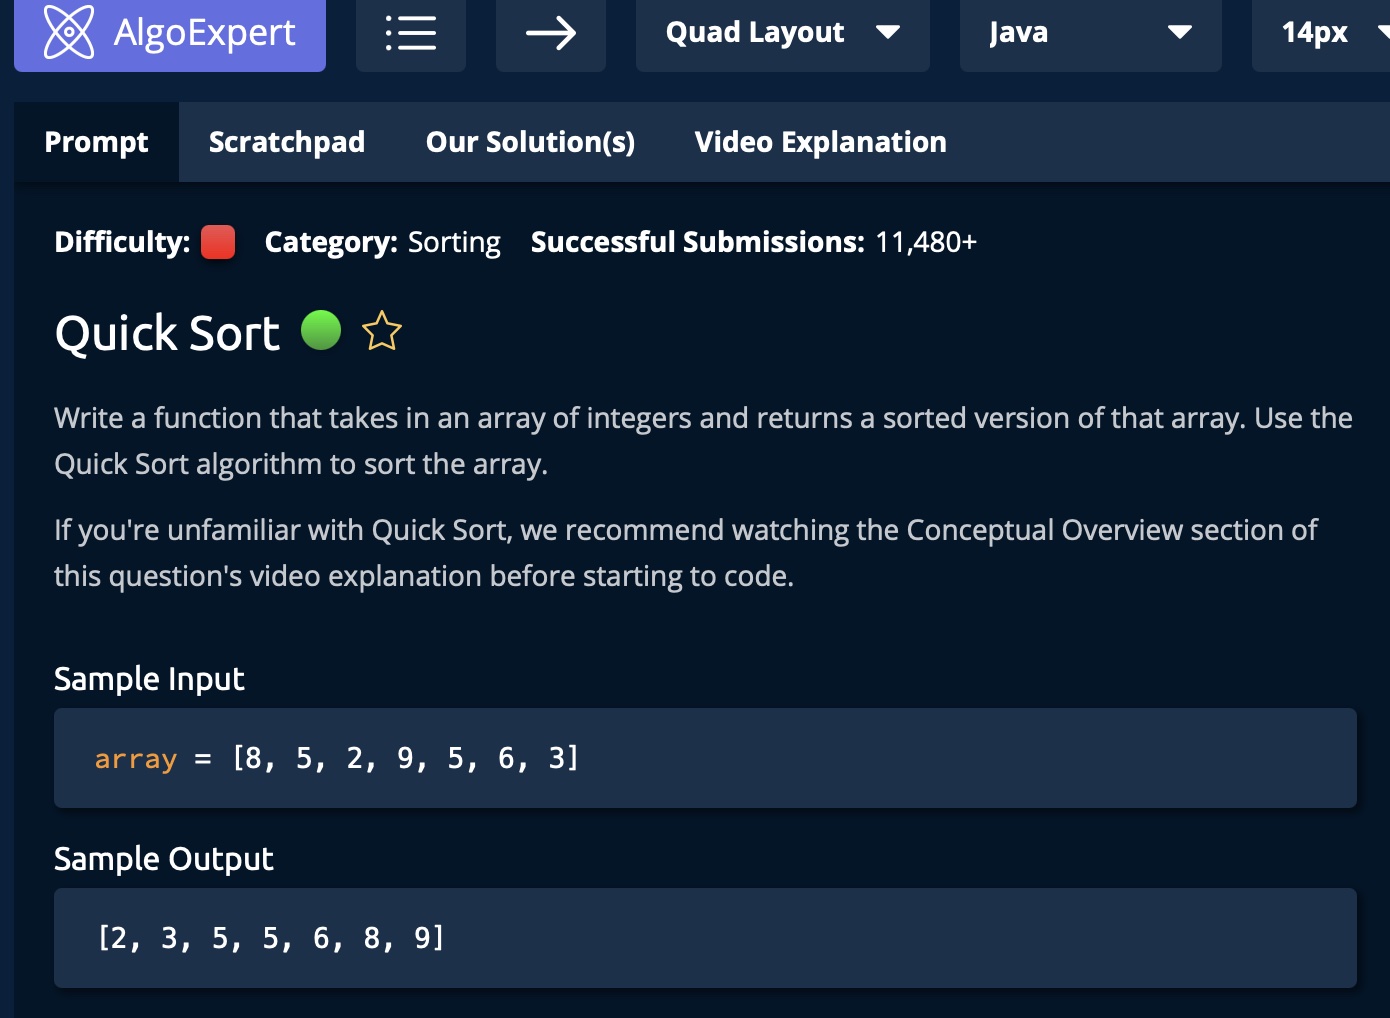 AlgoExpert Quad Layout Java 14px
Prompt Scratchpad Our Solution(s) Video Explanation
Difficulty: Category: Sorting Successful Submissions: 11,480+
Quick Sort
Write a function that takes in an array of integers and returns a sorted version of that array. Use the
Quick Sort algorithm to sort the array.
If you're unfamiliar with Quick Sort, we recommend watching the Conceptual Overview section of
this question's video explanation before starting to code.
Sample Input
array = [8, 5, 2, 9, 5, 6, 3]
Sample Output
[2, 3, 5, 5, 6, 8, 9]